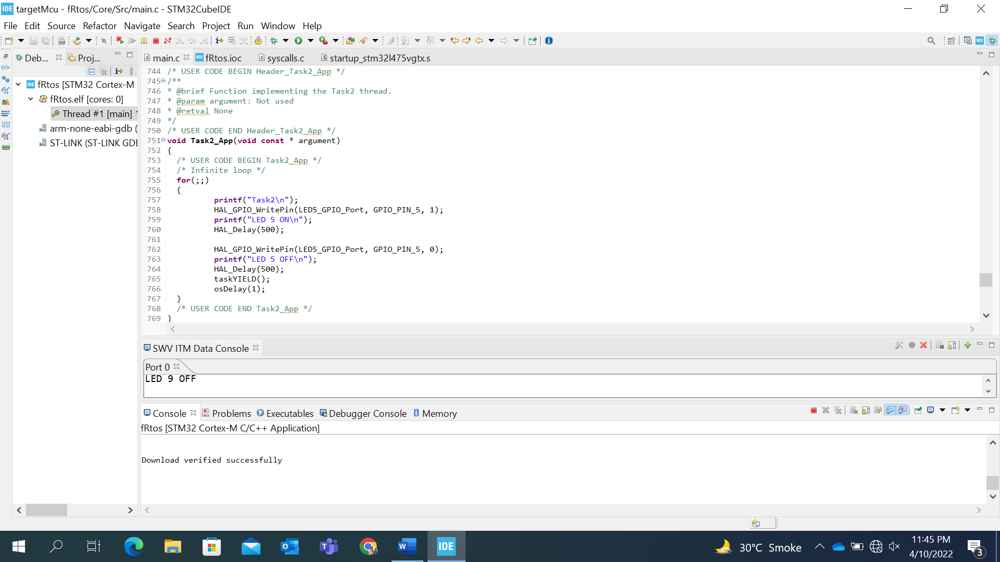 IDE targetMcu - fRtos/Core/Src/main.c - STM32CubeIDE
File Edit Source Refactor Navigate Search Project Run Window Help
Deb... Proj...
main.c fRtos.ioc syscalls.c startup_stm32l475vgtx.s
IDE fRtos [STM32 Cortex-M
fRtos.elf [cores: 0]
Thread #1 [main]
arm-none-eabi-gdb (
ST-LINK (ST-LINK GDB
744 /* USER CODE BEGIN Header_Task2_App */
745 /**
746 * @brief Function implementing the Task2 thread.
747 * @param argument: Not used
748 * @retval None
749 */
750 /* USER CODE END Header_Task2_App */
751 void Task2_App(void const * argument)
752 {
753 /* USER CODE BEGIN Task2_App */
754 /* Infinite loop */
755 for(;;)
756 {
757 printf("Task2\n");
758 HAL_GPIO_WritePin(LED5_GPIO_Port, GPIO_PIN_5, 1);
759 printf("LED 5 ON\n");
760 HAL_Delay(500);
761
762 HAL_GPIO_WritePin(LED5_GPIO_Port, GPIO_PIN_5, 0);
763 printf("LED 5 OFF\n");
764 HAL_Delay(500);
765 taskYIELD();
766 osDelay(1);
767 }
768 /* USER CODE END Task2_App */
769 }
SWV ITM Data Console
Port 0
LED 9 OFF
Console Problems Executables Debugger Console Memory
fRtos [STM32 Cortex-M C/C++ Application]
Download verified successfully
IDE
30°C Smoke
11:45 PM
4/10/2022
3